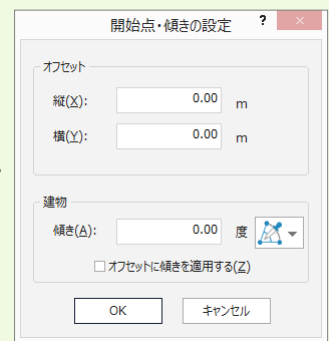 開始点・傾きの設定 ? ×
オフセット
縦(X): 0.00 m
横(Y): 0.00 m
建物
傾き(A): 0.00 度
オフセットに傾きを適用する(Z)
OK キャンセル